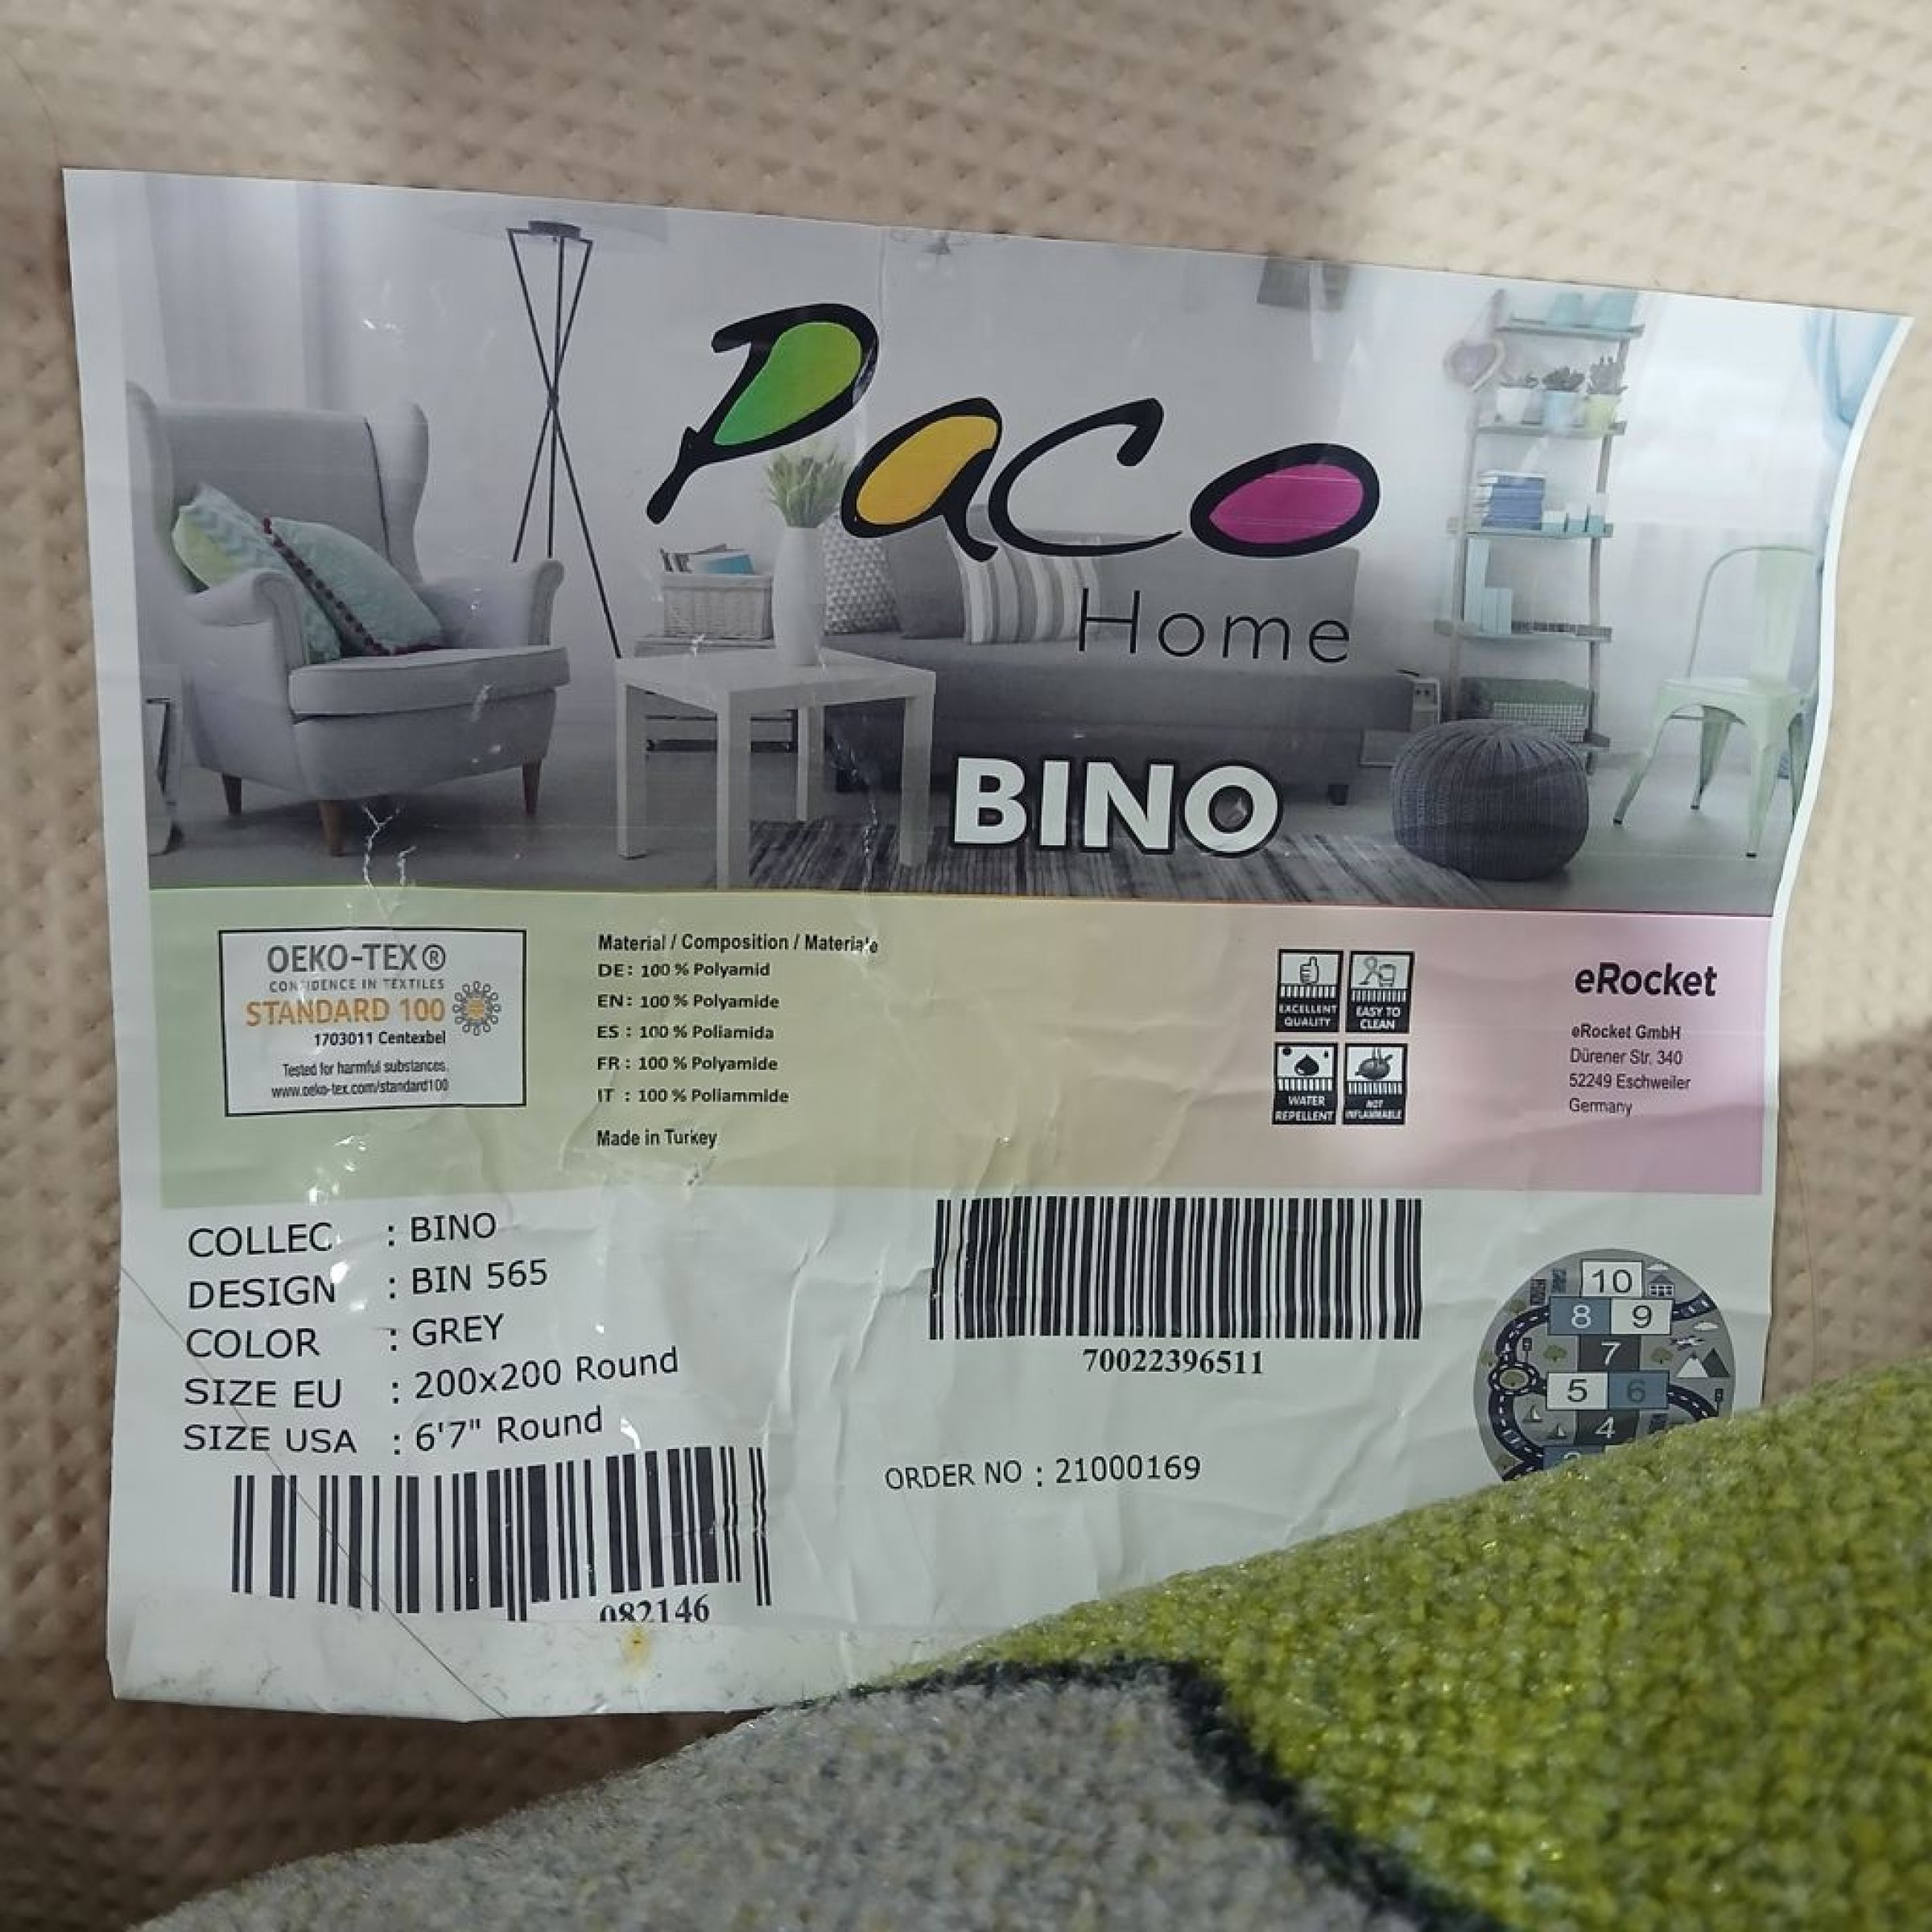 Paco
Home
BINO
OEKO-TEX®
CONFIDENCE IN TEXTILES
STANDARD 100
1703011 Centexbel
Tested for harmful substances.
www.oeko-tex.com/standard100
Material / Composition / Materiale
DE: 100 % Polyamid
EN: 100 % Polyamide
ES : 100 % Poliamida
FR : 100 % Polyamide
IT : 100 % Poliammide
Made in Turkey
EXCELLENT
QUALITY
EASY TO
CLEAN
WATER
REPELLENT
NOT
INFLAMMABLE
eRocket
eRocket GmbH
Dürener Str. 340
52249 Eschweiler
Germany
COLLEC. : BINO
DESIGN : BIN 565
COLOR : GREY
SIZE EU : 200x200 Round
SIZE USA : 6'7" Round
082146
70022396511
ORDER NO : 21000169
10
8 9
7
5 6
4